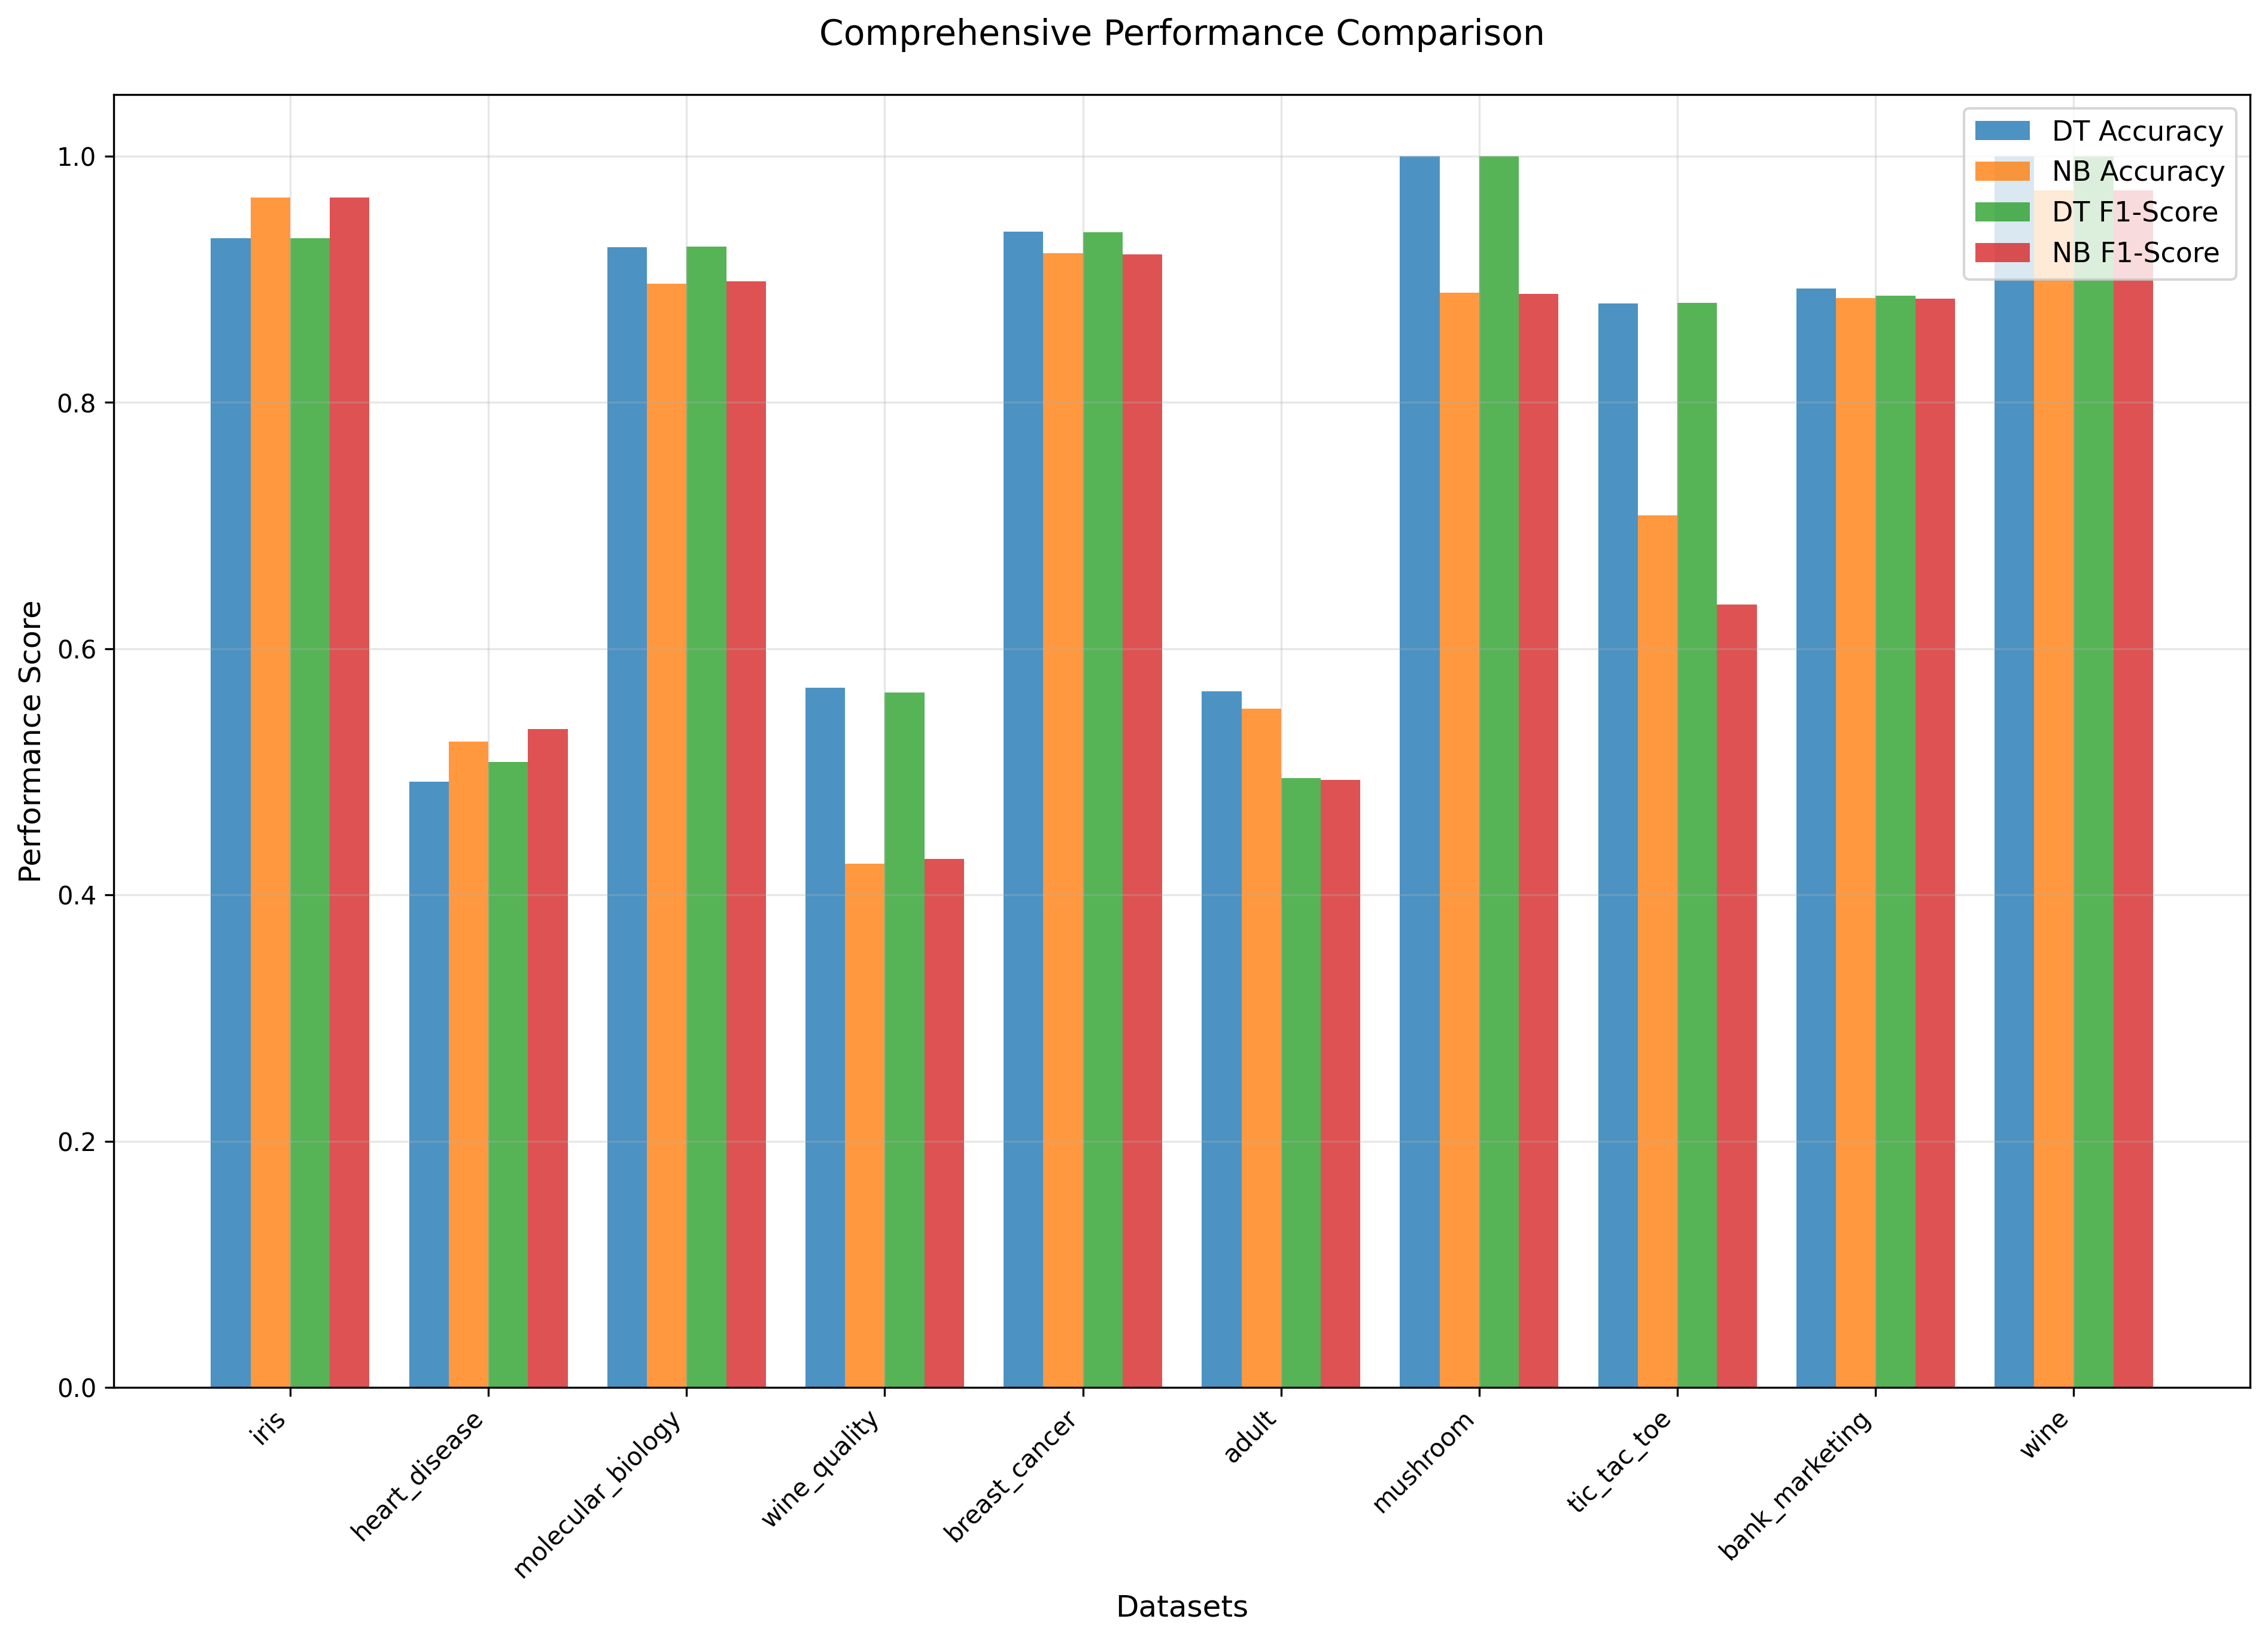 Comprehensive Performance Comparison
DT Accuracy
NB Accuracy
DT F1-Score
NB F1-Score
Performance Score
1.0
0.8
0.6
0.4
0.2
0.0
iris
heart_disease
molecular_biology
wine_quality
breast_cancer
adult
mushroom
tic_tac_toe
bank_marketing
wine
Datasets